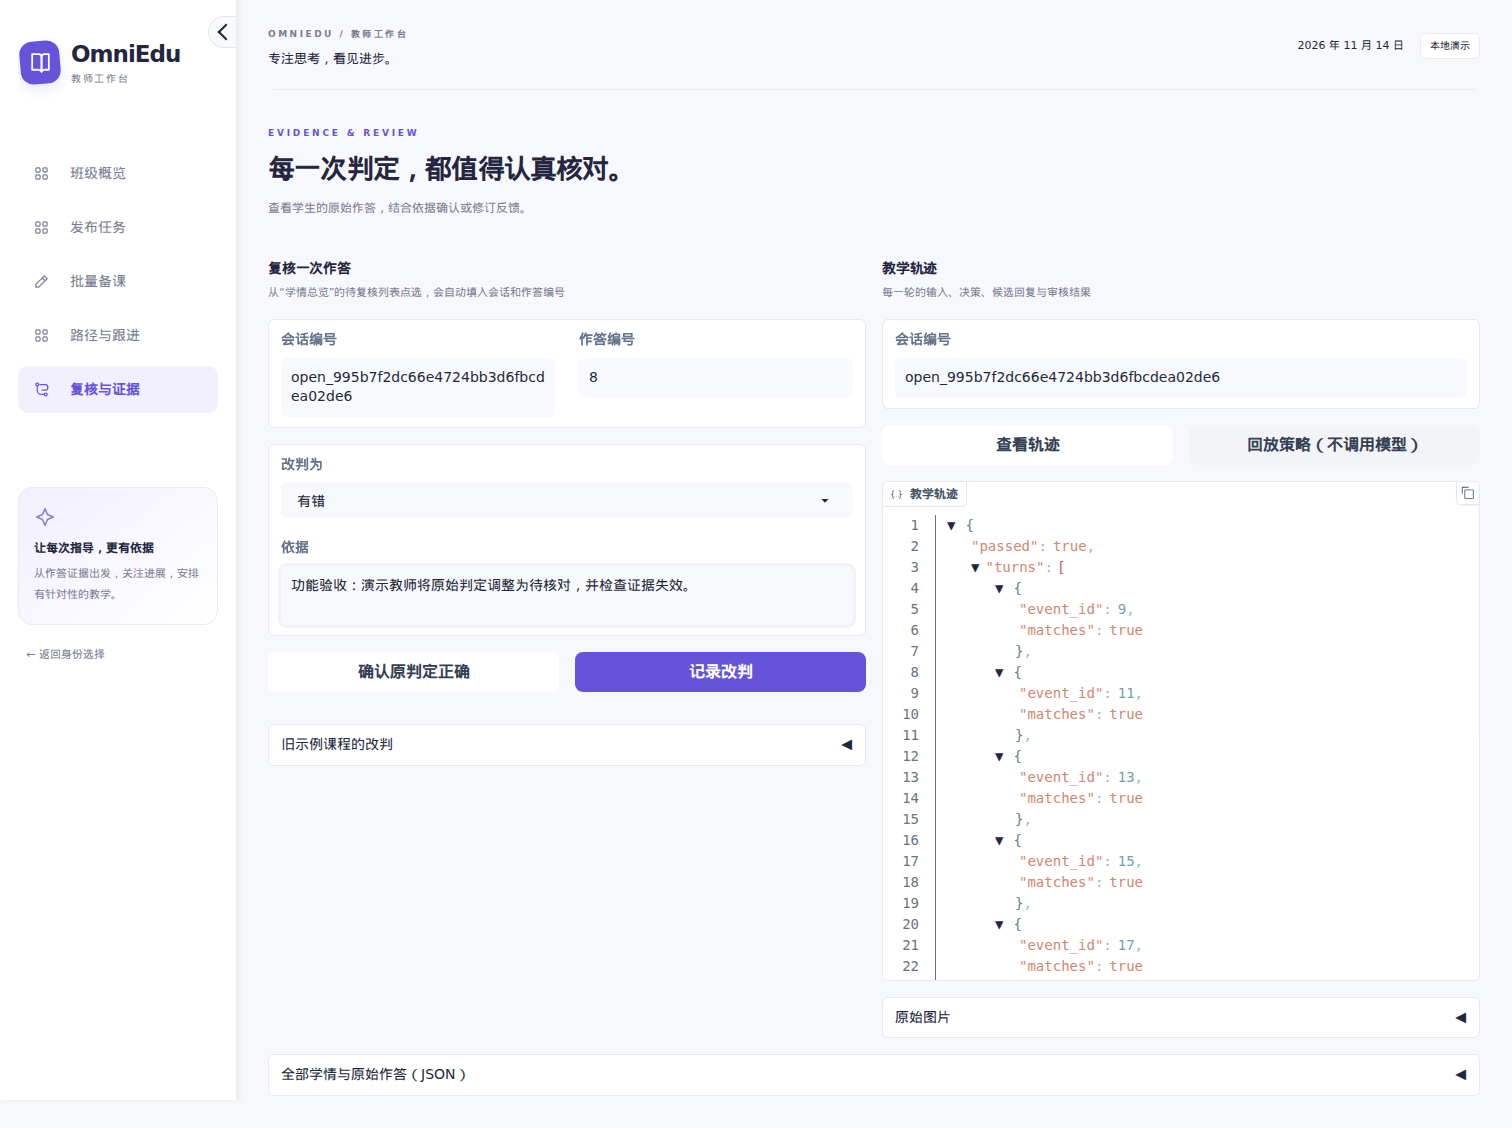 OmniEdu
教师工作台
班级概览
发布任务
批量备课
路径与跟进
复核与证据
让每次指导，更有依据
从作答证据出发，关注进展，安排
有针对性的教学。
← 返回身份选择
OMNIEDU / 教师工作台
专注思考，看见进步。
2026 年 11 月 14 日
本地演示
EVIDENCE & REVIEW
每一次判定，都值得认真核对。
查看学生的原始作答，结合依据确认或修订反馈。
复核一次作答
从“学情总览”的待复核列表点选，会自动填入会话和作答编号
会话编号
open_995b7f2dc66e4724bb3d6fbcd
ea02de6
作答编号
8
改判为
有错
依据
功能验收：演示教师将原始判定调整为待核对，并检查证据失效。
确认原判定正确
记录改判
旧示例课程的改判
教学轨迹
每一轮的输入、决策、候选回复与审核结果
会话编号
open_995b7f2dc66e4724bb3d6fbcdea02de6
查看轨迹
回放策略（不调用模型）
{.} 教学轨迹
1 ▼ {
2 "passed": true,
3 ▼ "turns": [
4 ▼ {
5 "event_id": 9,
6 "matches": true
7 },
8 ▼ {
9 "event_id": 11,
10 "matches": true
11 },
12 ▼ {
13 "event_id": 13,
14 "matches": true
15 },
16 ▼ {
17 "event_id": 15,
18 "matches": true
19 },
20 ▼ {
21 "event_id": 17,
22 "matches": true
原始图片
全部学情与原始作答（JSON）